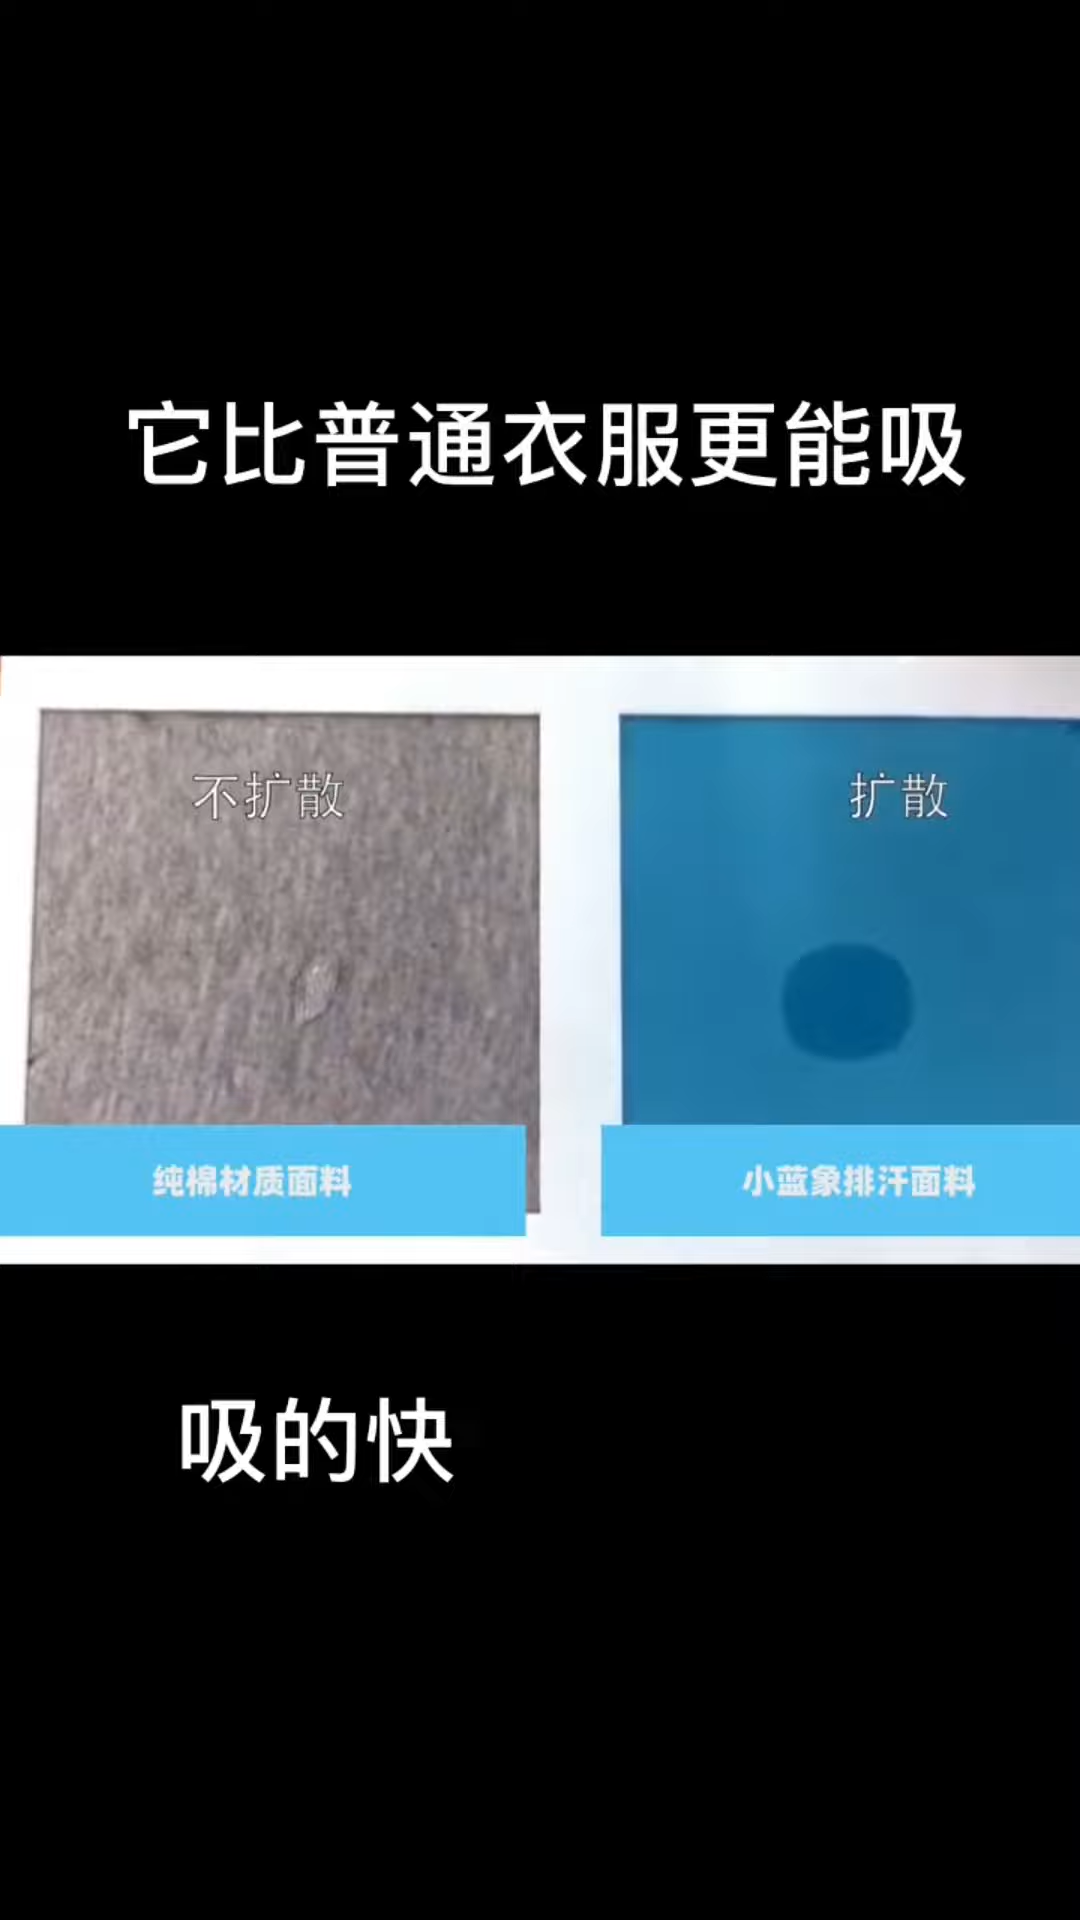 它比普通衣服更能吸
不扩散
扩散
纯棉材质面料
小蓝象排汗面料
吸的快